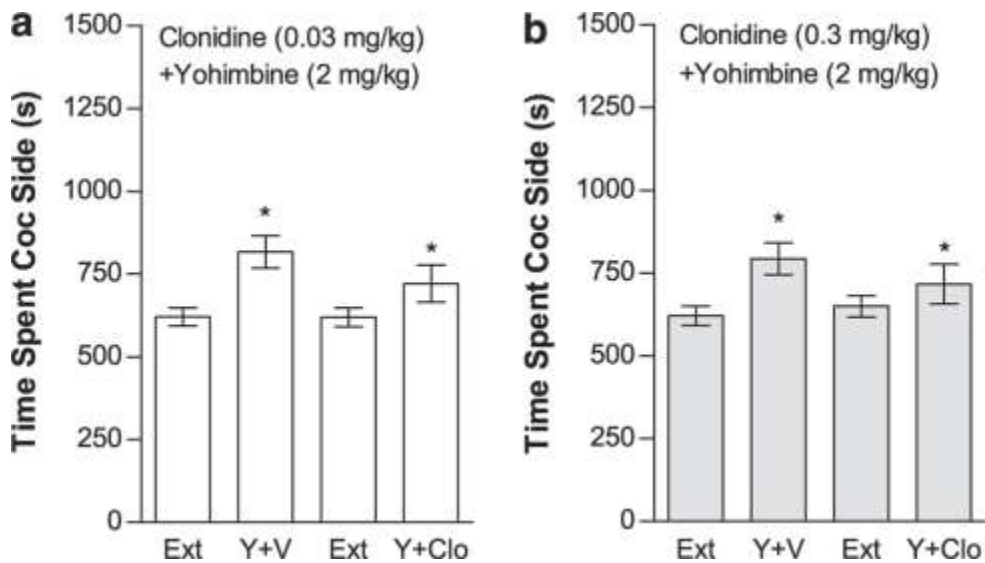 a
Clonidine (0.03 mg/kg)
+Yohimbine (2 mg/kg)
Time Spent Coc Side (s)
1500
1250
1000
750
500
250
0
*
*
Ext Y+V Ext Y+Clo
b
Clonidine (0.3 mg/kg)
+Yohimbine (2 mg/kg)
Time Spent Coc Side (s)
1500
1250
1000
750
500
250
0
*
*
Ext Y+V Ext Y+Clo